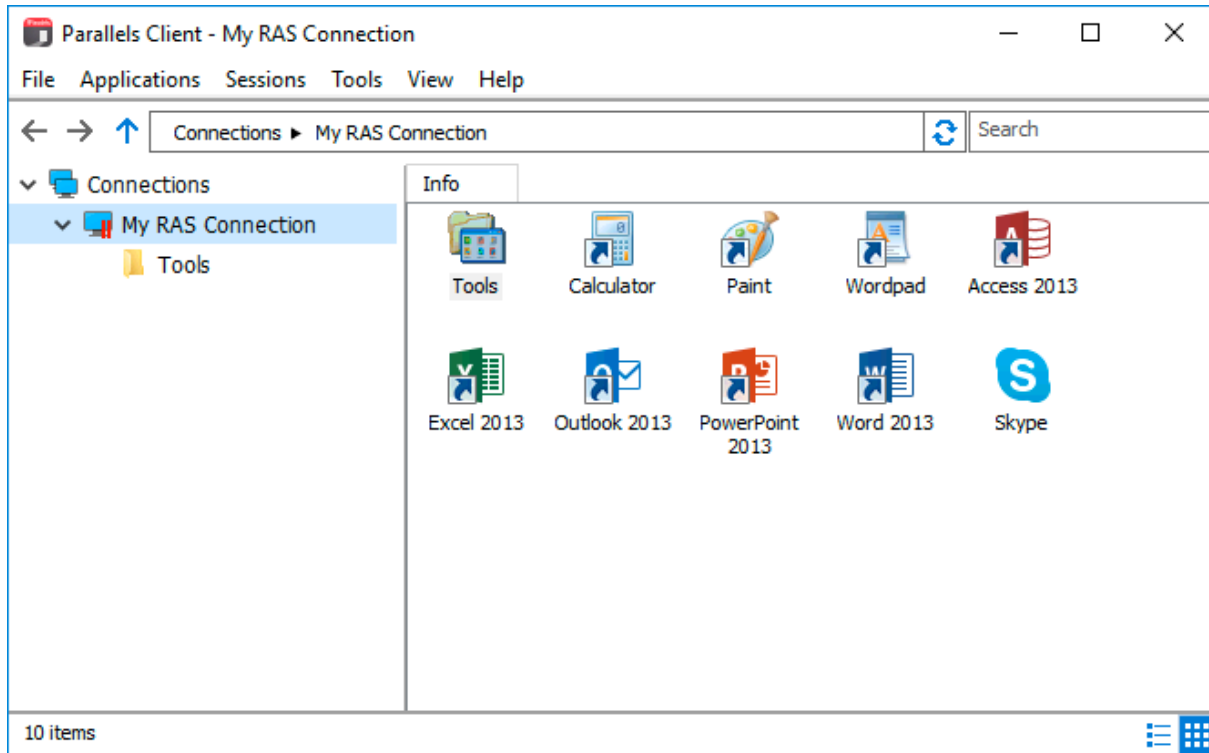 Parallels Client - My RAS Connection
File Applications Sessions Tools View Help
Connections ▸ My RAS Connection
Search
Connections
My RAS Connection
Tools
Info
Tools Calculator Paint Wordpad Access 2013
Excel 2013 Outlook 2013 PowerPoint 2013 Word 2013 Skype
10 items